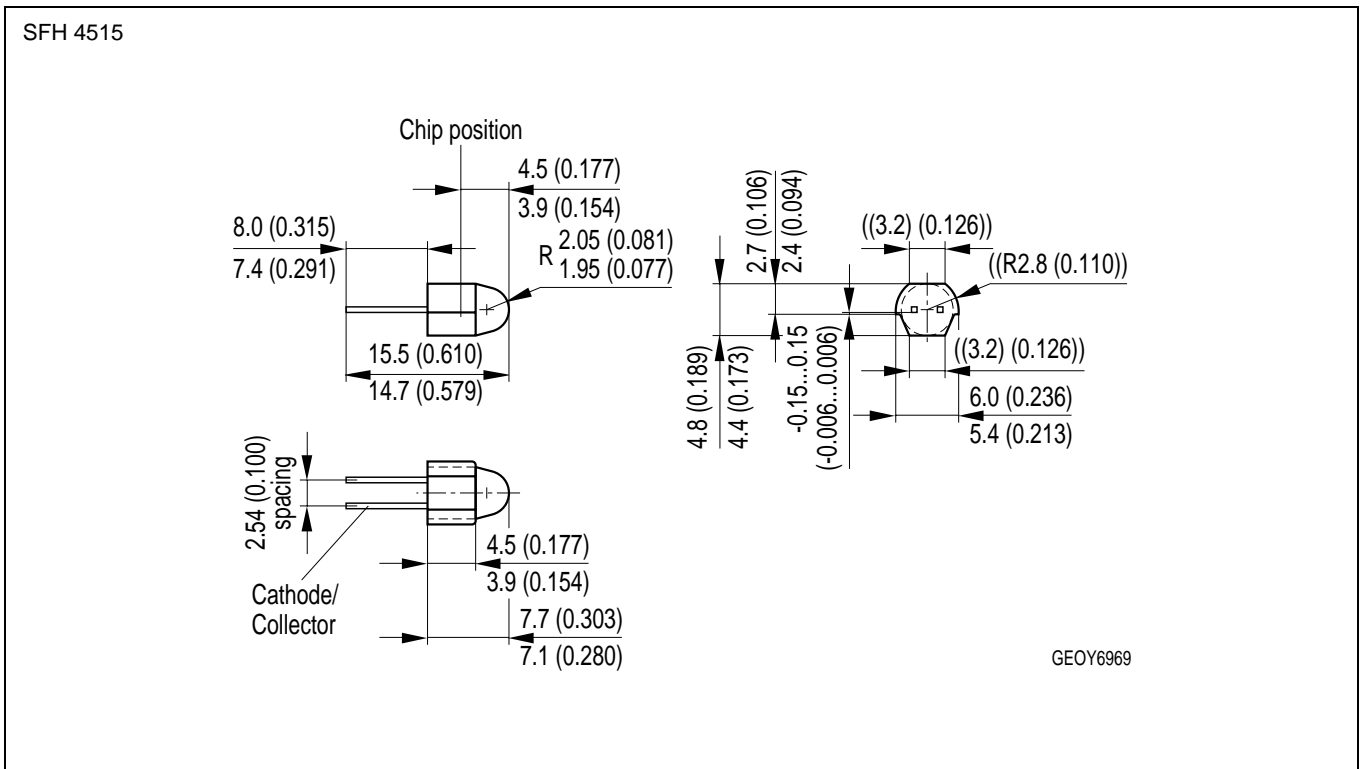 SFH 4515
Chip position
4.5 (0.177)
3.9 (0.154)
8.0 (0.315)
7.4 (0.291)
R
2.05 (0.081)
1.95 (0.077)
15.5 (0.610)
14.7 (0.579)
2.7 (0.106)
2.4 (0.094)
((3.2) (0.126))
((R2.8 (0.110))
4.8 (0.189)
4.4 (0.173)
-0.15...0.15
(-0.006...0.006)
((3.2) (0.126))
6.0 (0.236)
5.4 (0.213)
2.54 (0.100)
spacing
Cathode/
Collector
4.5 (0.177)
3.9 (0.154)
7.7 (0.303)
7.1 (0.280)
GEOY6969